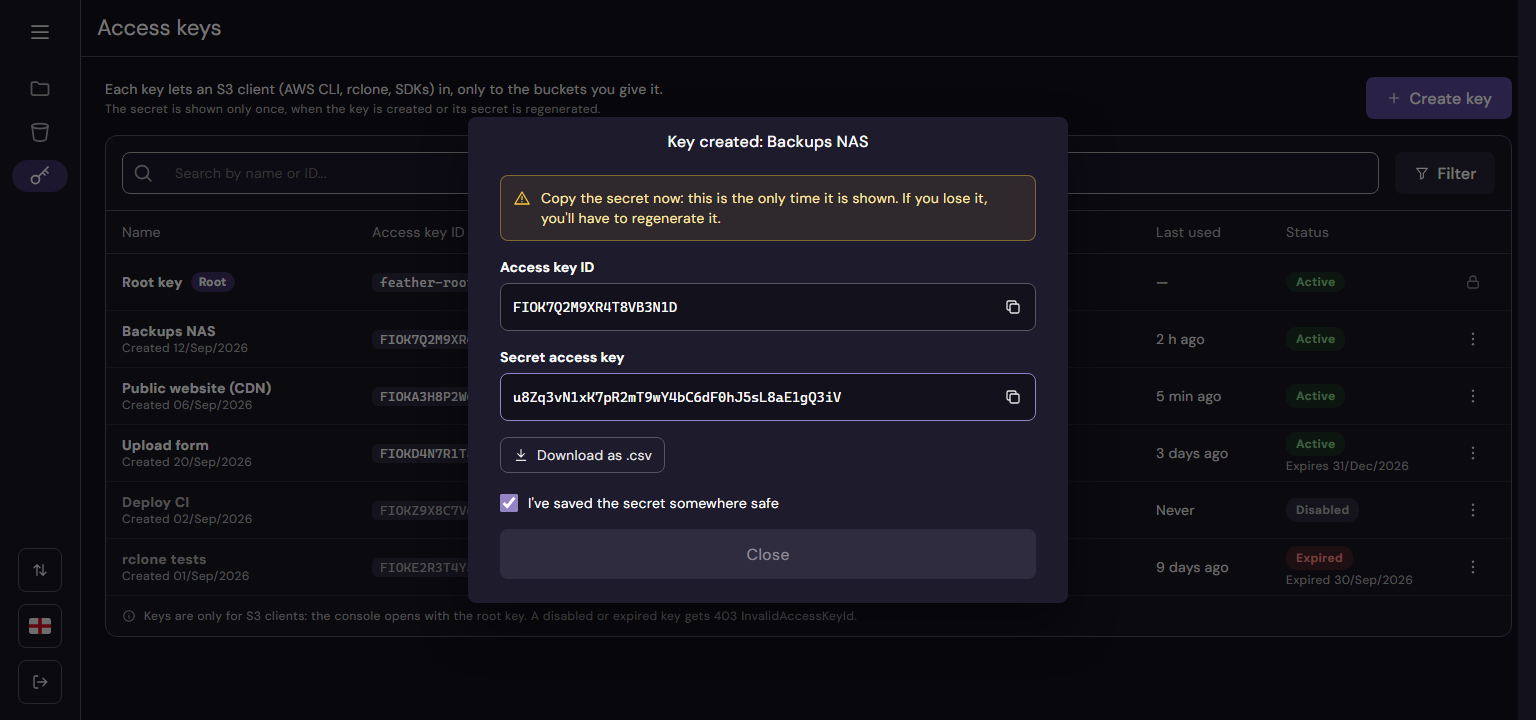 Access keys
Each key lets an S3 client (AWS CLI, rclone, SDKs) in, only to the buckets you give it.
The secret is shown only once, when the key is created or its secret is regenerated.
+ Create key
Search by name or ID...
Filter
Name Access key ID Last used Status
Root key Root feather-roo — Active
Backups NAS FIOK7Q2M9XR 2 h ago Active
Created 12/Sep/2026
Public website (CDN) FIOKA3H8P2W 5 min ago Active
Created 06/Sep/2026
Upload form FIOKD4N7R1T 3 days ago Active
Created 20/Sep/2026 Expires 31/Dec/2026
Deploy CI FIOKZ9X8C7V Never Disabled
Created 02/Sep/2026
rclone tests FIOKE2R3T4Y 9 days ago Expired
Created 01/Sep/2026 Expired 30/Sep/2026
Keys are only for S3 clients: the console opens with the root key. A disabled or expired key gets 403 InvalidAccessKeyId.
Key created: Backups NAS
Copy the secret now: this is the only time it is shown. If you lose it,
you'll have to regenerate it.
Access key ID
FIOK7Q2M9XR4T8VB3N1D
Secret access key
u8Zq3vN1xK7pR2mT9wY4bC6dF0hJ5sL8aE1gQ3iV
Download as .csv
I've saved the secret somewhere safe
Close